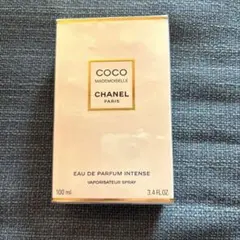 COCO
MADEMOISELLE
CHANEL
PARIS
EAU DE PARFUM INTENSE
VAPORISATEUR SPRAY
100 ml
3.4 FL.OZ